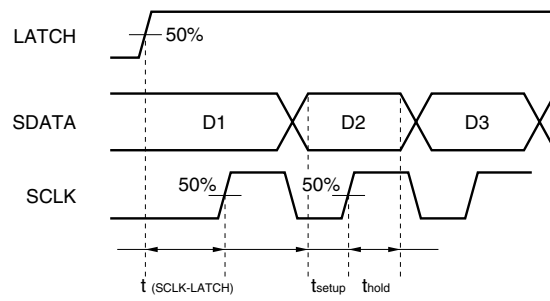 LATCH
50%
SDATA
D1 D2 D3
SCLK
50% 50%
t (SCLK-LATCH) tsetup thold